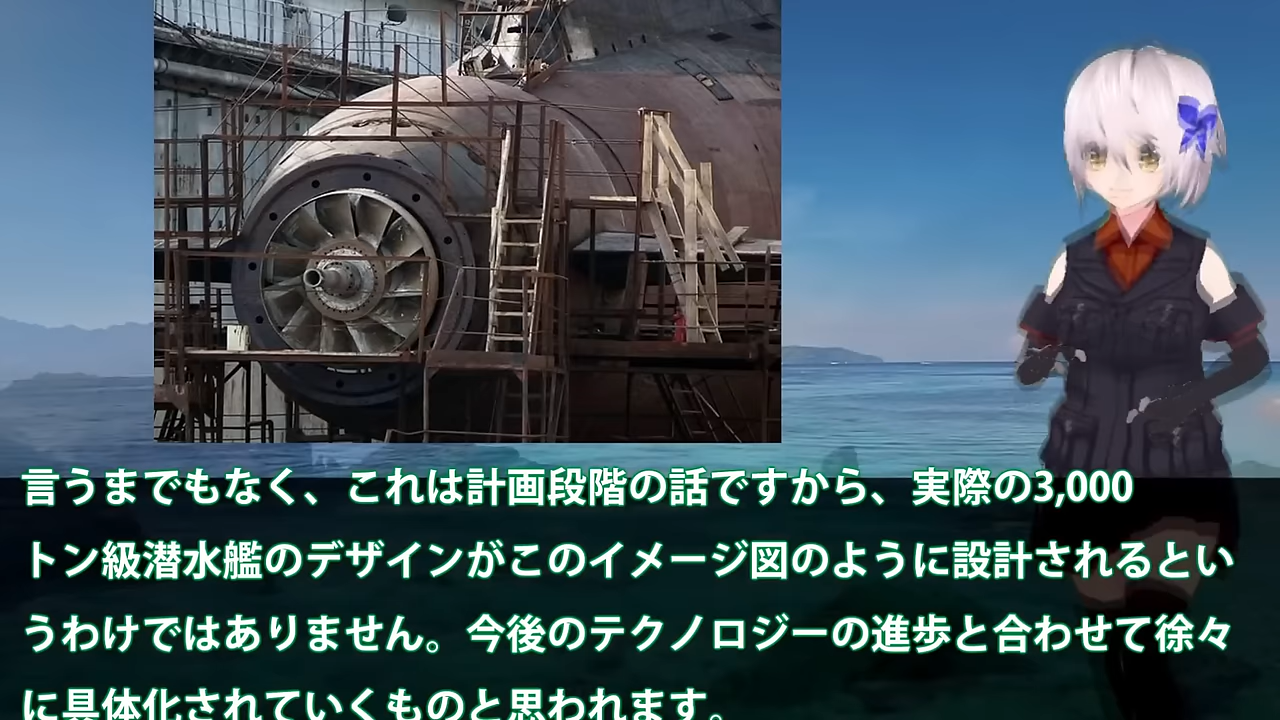 言うまでもなく、これは計画段階の話ですから、実際の3,000
トン級潜水艦のデザインがこのイメージ図のように設計されるとい
うわけではありません。今後のテクノロジーの進歩と合わせて徐々
に具体化されていくものと思われます。